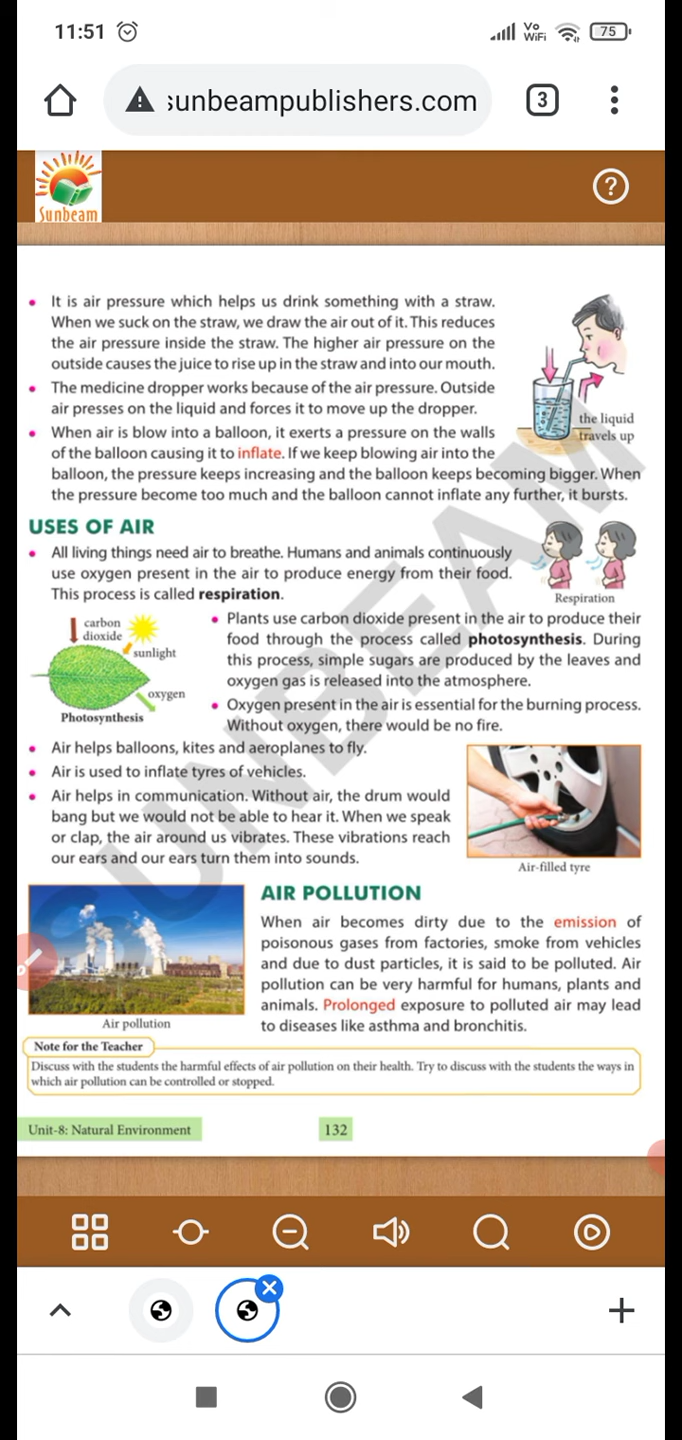 11:51
Vo
WiFi
75
sunbeampublishers.com
3
Sunbeam
?
• It is air pressure which helps us drink something with a straw.
When we suck on the straw, we draw the air out of it. This reduces
the air pressure inside the straw. The higher air pressure on the
outside causes the juice to rise up in the straw and into our mouth.
• The medicine dropper works because of the air pressure. Outside
air presses on the liquid and forces it to move up the dropper.
the liquid
travels up
• When air is blow into a balloon, it exerts a pressure on the walls
of the balloon causing it to inflate. If we keep blowing air into the
balloon, the pressure keeps increasing and the balloon keeps becoming bigger. When
the pressure become too much and the balloon cannot inflate any further, it bursts.
USES OF AIR
• All living things need air to breathe. Humans and animals continuously
use oxygen present in the air to produce energy from their food.
This process is called respiration.
Respiration
carbon
dioxide
sunlight
oxygen
Photosynthesis
• Plants use carbon dioxide present in the air to produce their
food through the process called photosynthesis. During
this process, simple sugars are produced by the leaves and
oxygen gas is released into the atmosphere.
• Oxygen present in the air is essential for the burning process.
Without oxygen, there would be no fire.
• Air helps balloons, kites and aeroplanes to fly.
• Air is used to inflate tyres of vehicles.
• Air helps in communication. Without air, the drum would
bang but we would not be able to hear it. When we speak
or clap, the air around us vibrates. These vibrations reach
our ears and our ears turn them into sounds.
Air-filled tyre
AIR POLLUTION
When air becomes dirty due to the emission of
poisonous gases from factories, smoke from vehicles
and due to dust particles, it is said to be polluted. Air
pollution can be very harmful for humans, plants and
animals. Prolonged exposure to polluted air may lead
to diseases like asthma and bronchitis.
Air pollution
Note for the Teacher
Discuss with the students the harmful effects of air pollution on their health. Try to discuss with the students the ways in
which air pollution can be controlled or stopped.
Unit-8: Natural Environment
132
SUNBEAM